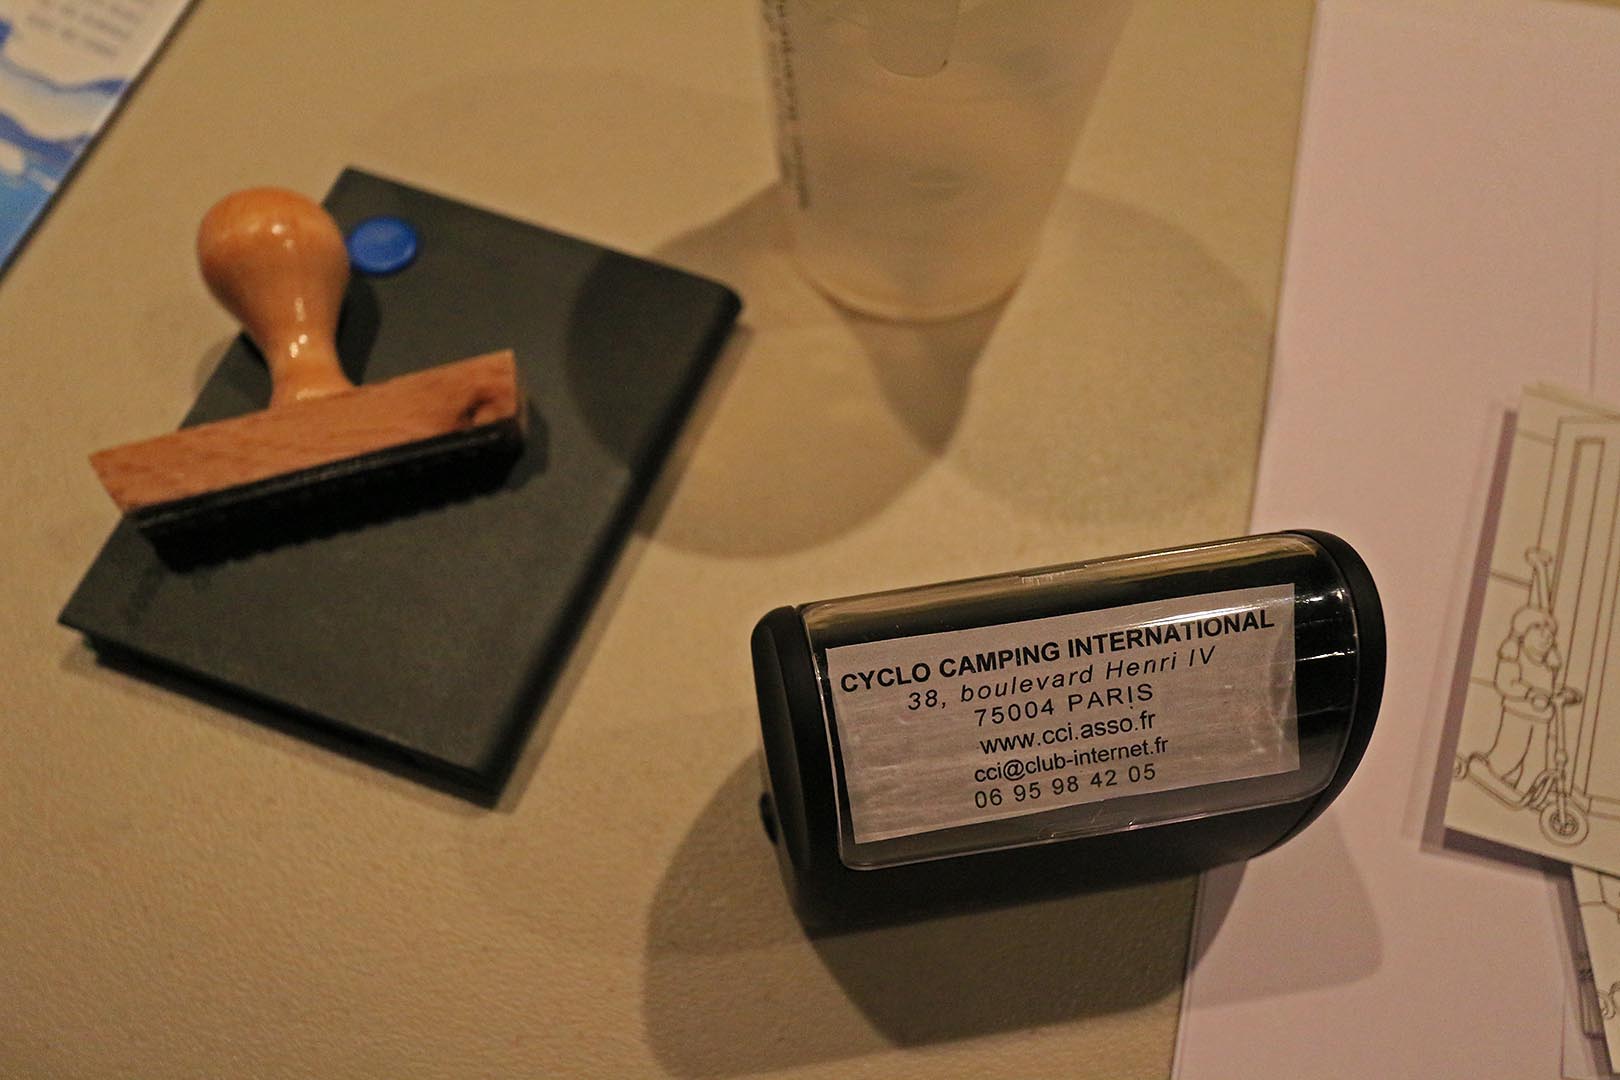 CYCLO CAMPING INTERNATIONAL
38, boulevard Henri IV
75004 PARIS
www.cci.asso.fr
cci@club-internet.fr
06 95 98 42 05